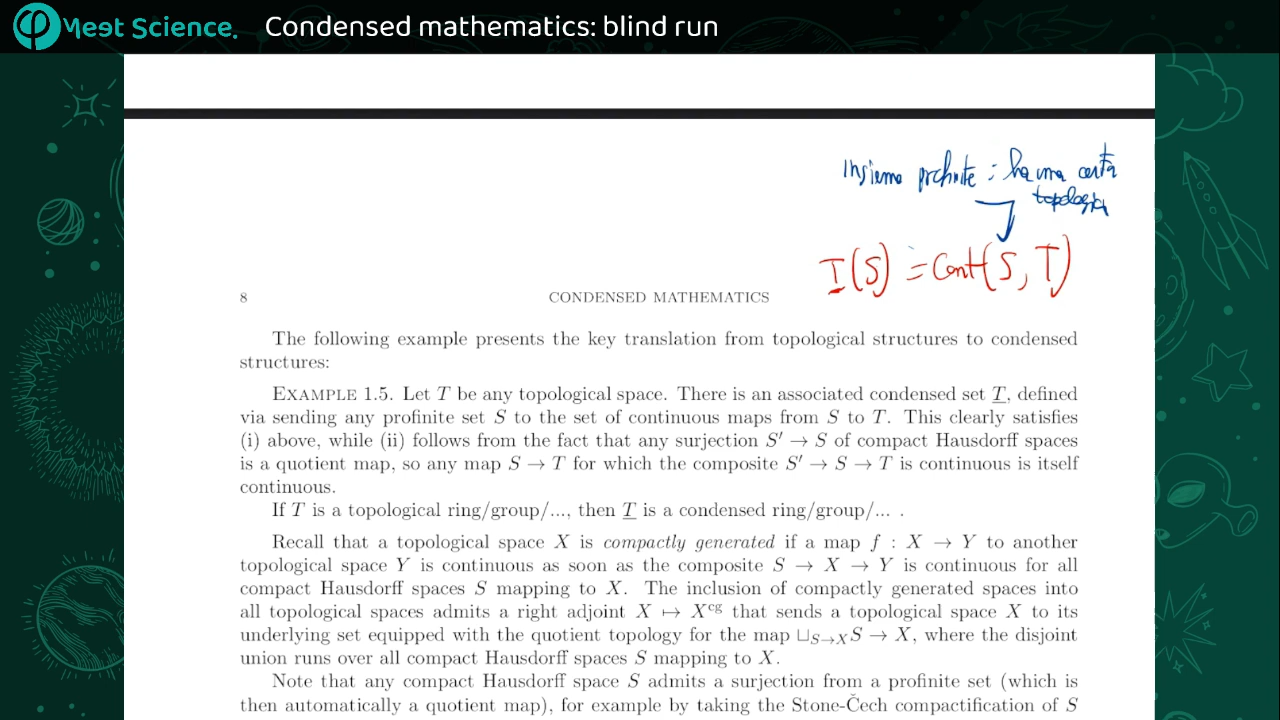 Meet Science.
Condensed mathematics: blind run
Insieme profinite : ha una certa
topologia
T(S) = Cont(S, T)
8
CONDENSED MATHEMATICS
The following example presents the key translation from topological structures to condensed
structures:
EXAMPLE 1.5. Let T be any topological space. There is an associated condensed set T, defined
via sending any profinite set S to the set of continuous maps from S to T. This clearly satisfies
(i) above, while (ii) follows from the fact that any surjection S′ → S of compact Hausdorff spaces
is a quotient map, so any map S → T for which the composite S′ → S → T is continuous is itself
continuous.
If T is a topological ring/group/..., then T is a condensed ring/group/... .
Recall that a topological space X is compactly generated if a map f : X → Y to another
topological space Y is continuous as soon as the composite S → X → Y is continuous for all
compact Hausdorff spaces S mapping to X. The inclusion of compactly generated spaces into
all topological spaces admits a right adjoint X ↦ X^cg that sends a topological space X to its
underlying set equipped with the quotient topology for the map ⊔_{S→X} S → X, where the disjoint
union runs over all compact Hausdorff spaces S mapping to X.
Note that any compact Hausdorff space S admits a surjection from a profinite set (which is
then automatically a quotient map), for example by taking the Stone-Čech compactification of S